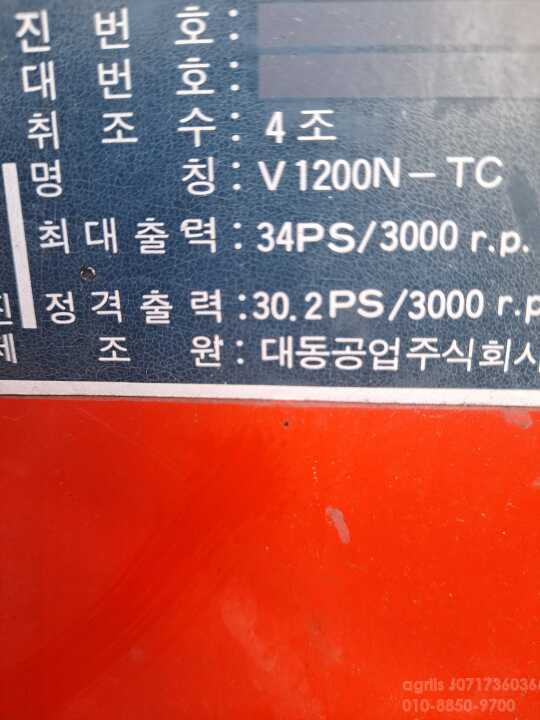 진 번 호:
대 번 호:
취 조 수: 4 조
명 칭: V1200N-TC
최대출력: 34PS/3000 r.p.
정격출력:30.2PS/3000 r.p
제 조 원: 대동공업주식회사
agrils J071736036
010-8850-9700